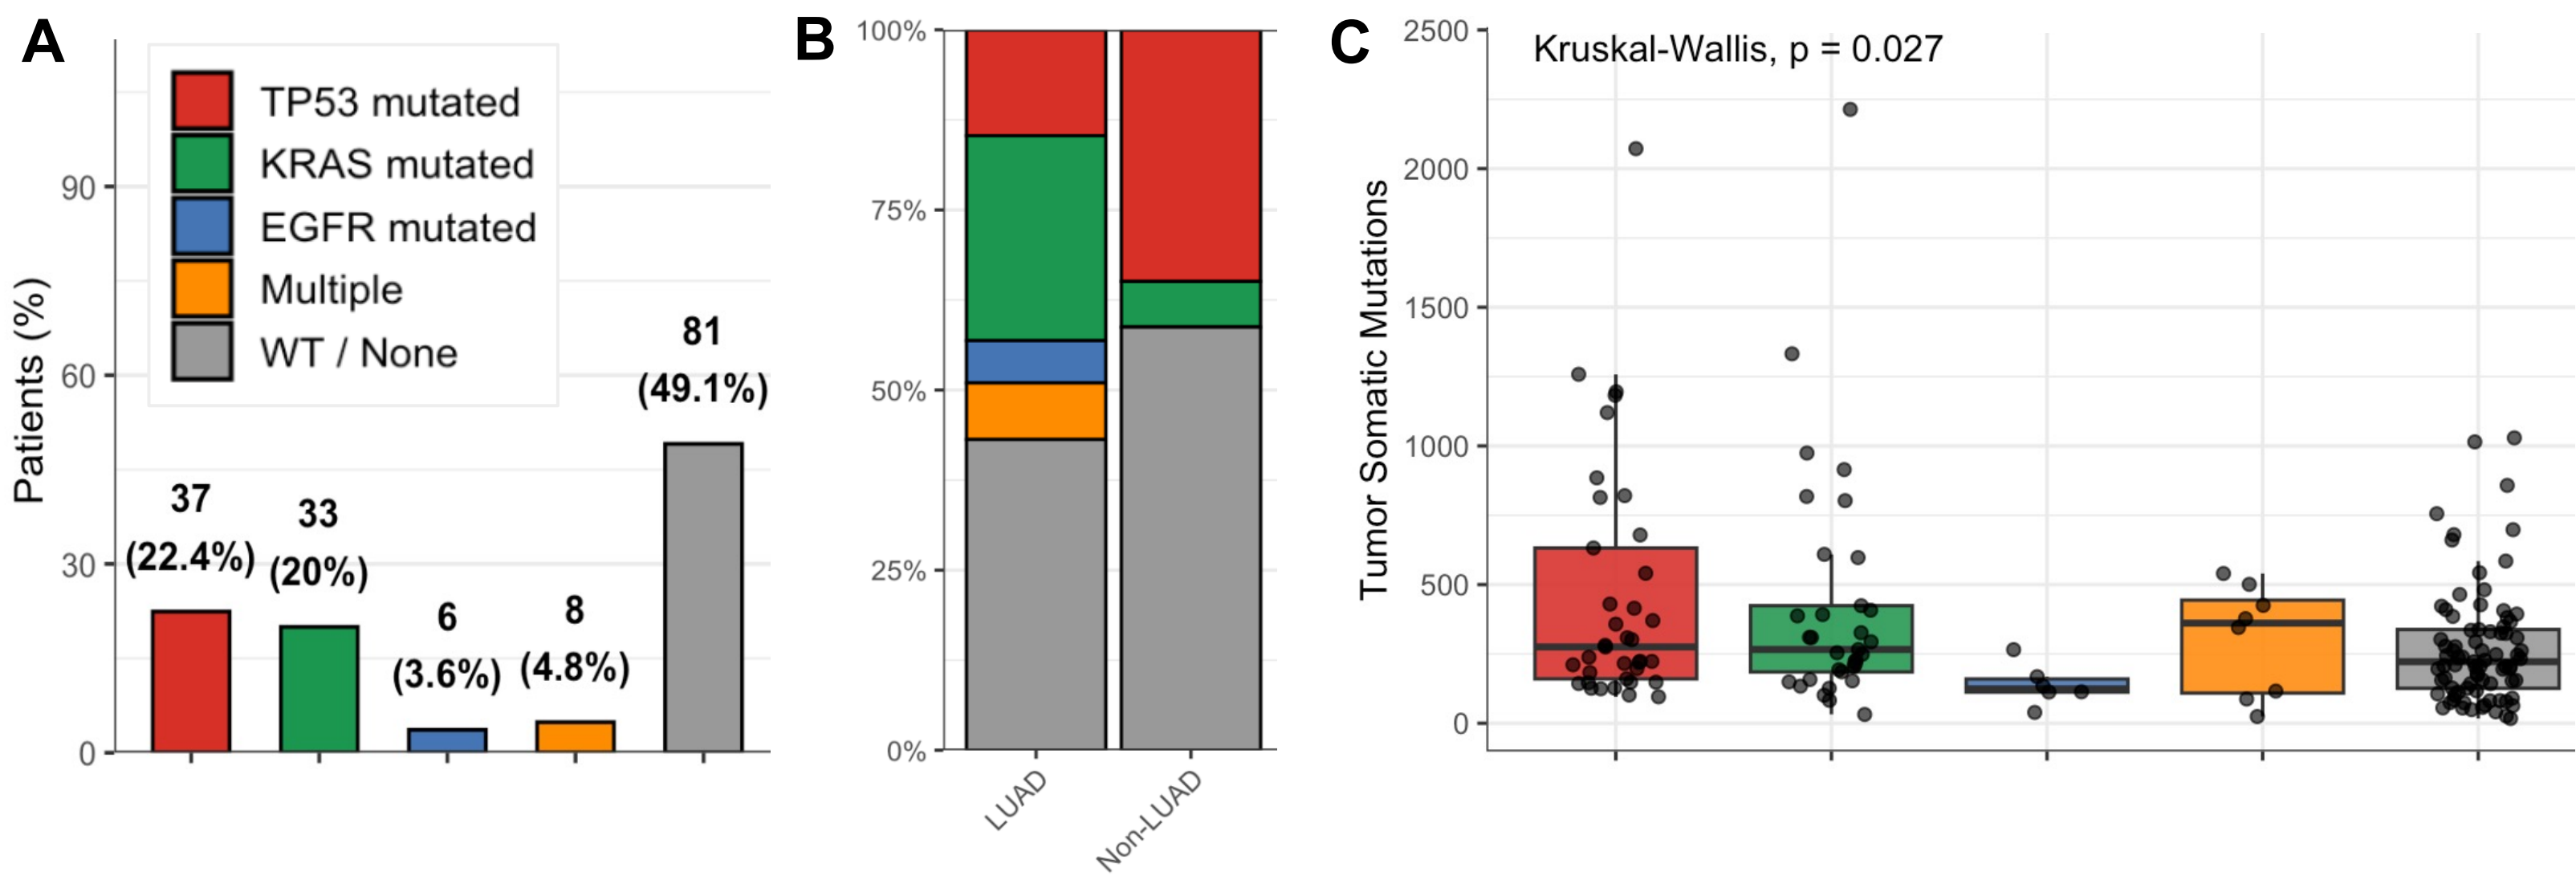 A
Patients (%)
90
60
30
0
TP53 mutated
KRAS mutated
EGFR mutated
Multiple
WT / None
37
(22.4%)
33
(20%)
6
(3.6%)
8
(4.8%)
81
(49.1%)
B
100%
75%
50%
25%
0%
LUAD
Non-LUAD
C
Kruskal-Wallis, p = 0.027
Tumor Somatic Mutations
2500
2000
1500
1000
500
0